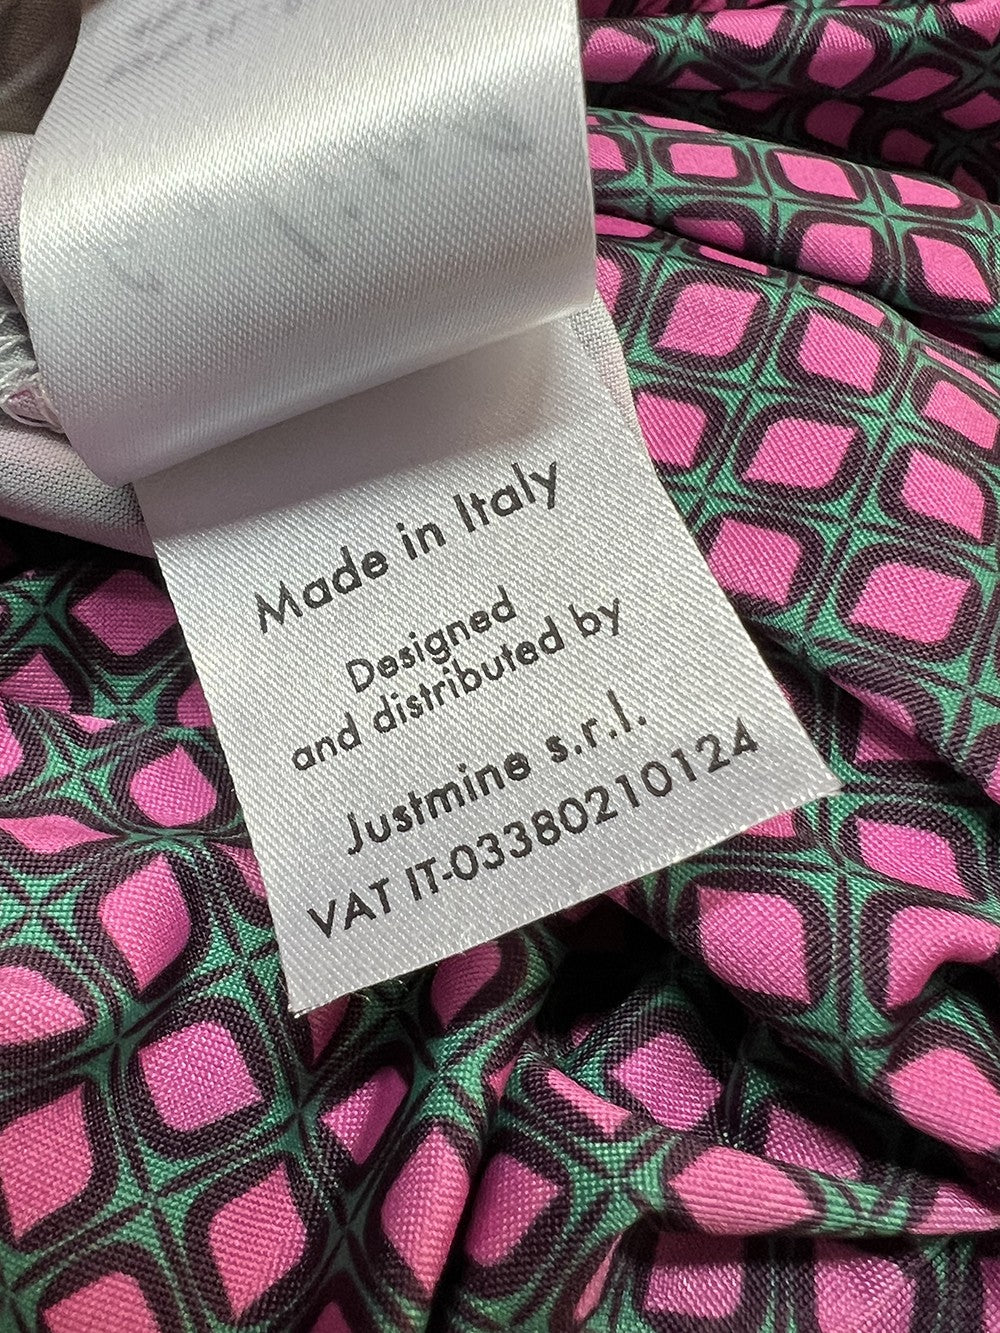 Made in Italy
Designed
and distributed by
Justmine s.r.l.
VAT IT-03380210124